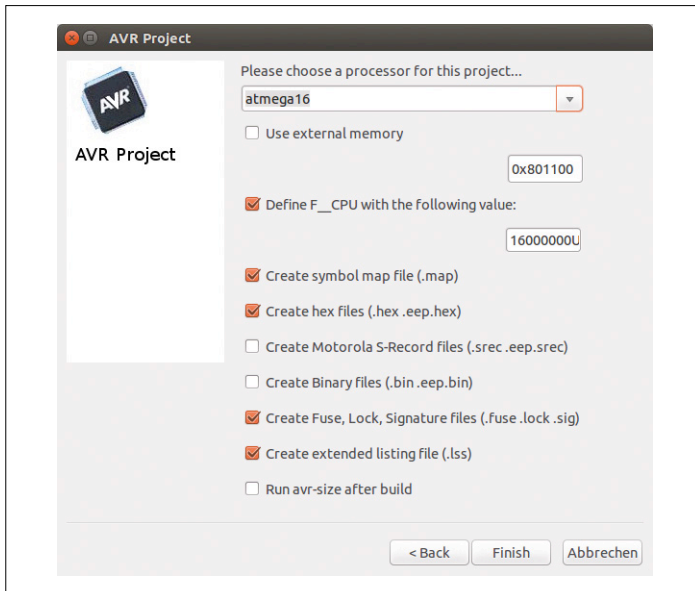 AVR Project
AVR
AVR Project
Please choose a processor for this project...
atmega16
Use external memory
0x801100
Define F__CPU with the following value:
16000000U
Create symbol map file (.map)
Create hex files (.hex .eep.hex)
Create Motorola S-Record files (.srec .eep.srec)
Create Binary files (.bin .eep.bin)
Create Fuse, Lock, Signature files (.fuse .lock .sig)
Create extended listing file (.lss)
Run avr-size after build
< Back Finish Abbrechen